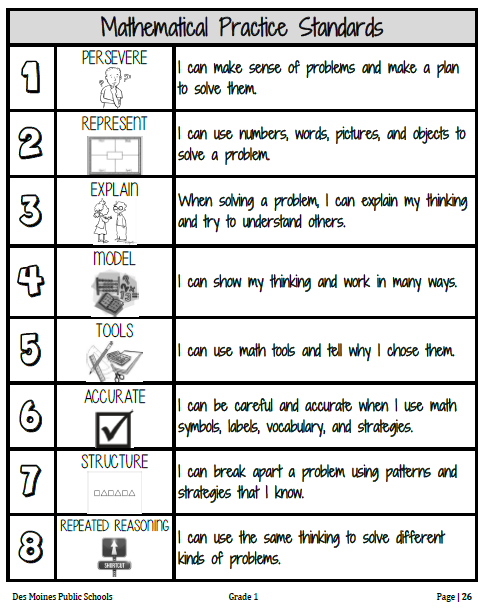 Mathematical Practice Standards
1
PERSEVERE
I can make sense of problems and make a plan
to solve them.
2
REPRESENT
I can use numbers, words, pictures, and objects to
solve a problem.
3
EXPLAIN
When solving a problem, I can explain my thinking
and try to understand others.
4
MODEL
I can show my thinking and work in many ways.
5
TOOLS
I can use math tools and tell why I chose them.
6
ACCURATE
I can be careful and accurate when I use math
symbols, labels, vocabulary, and strategies.
7
STRUCTURE
I can break apart a problem using patterns and
strategies that I know.
8
REPEATED REASONING
SHORTCUT
I can use the same thinking to solve different
kinds of problems.
Des Moines Public Schools
Grade 1
Page | 26